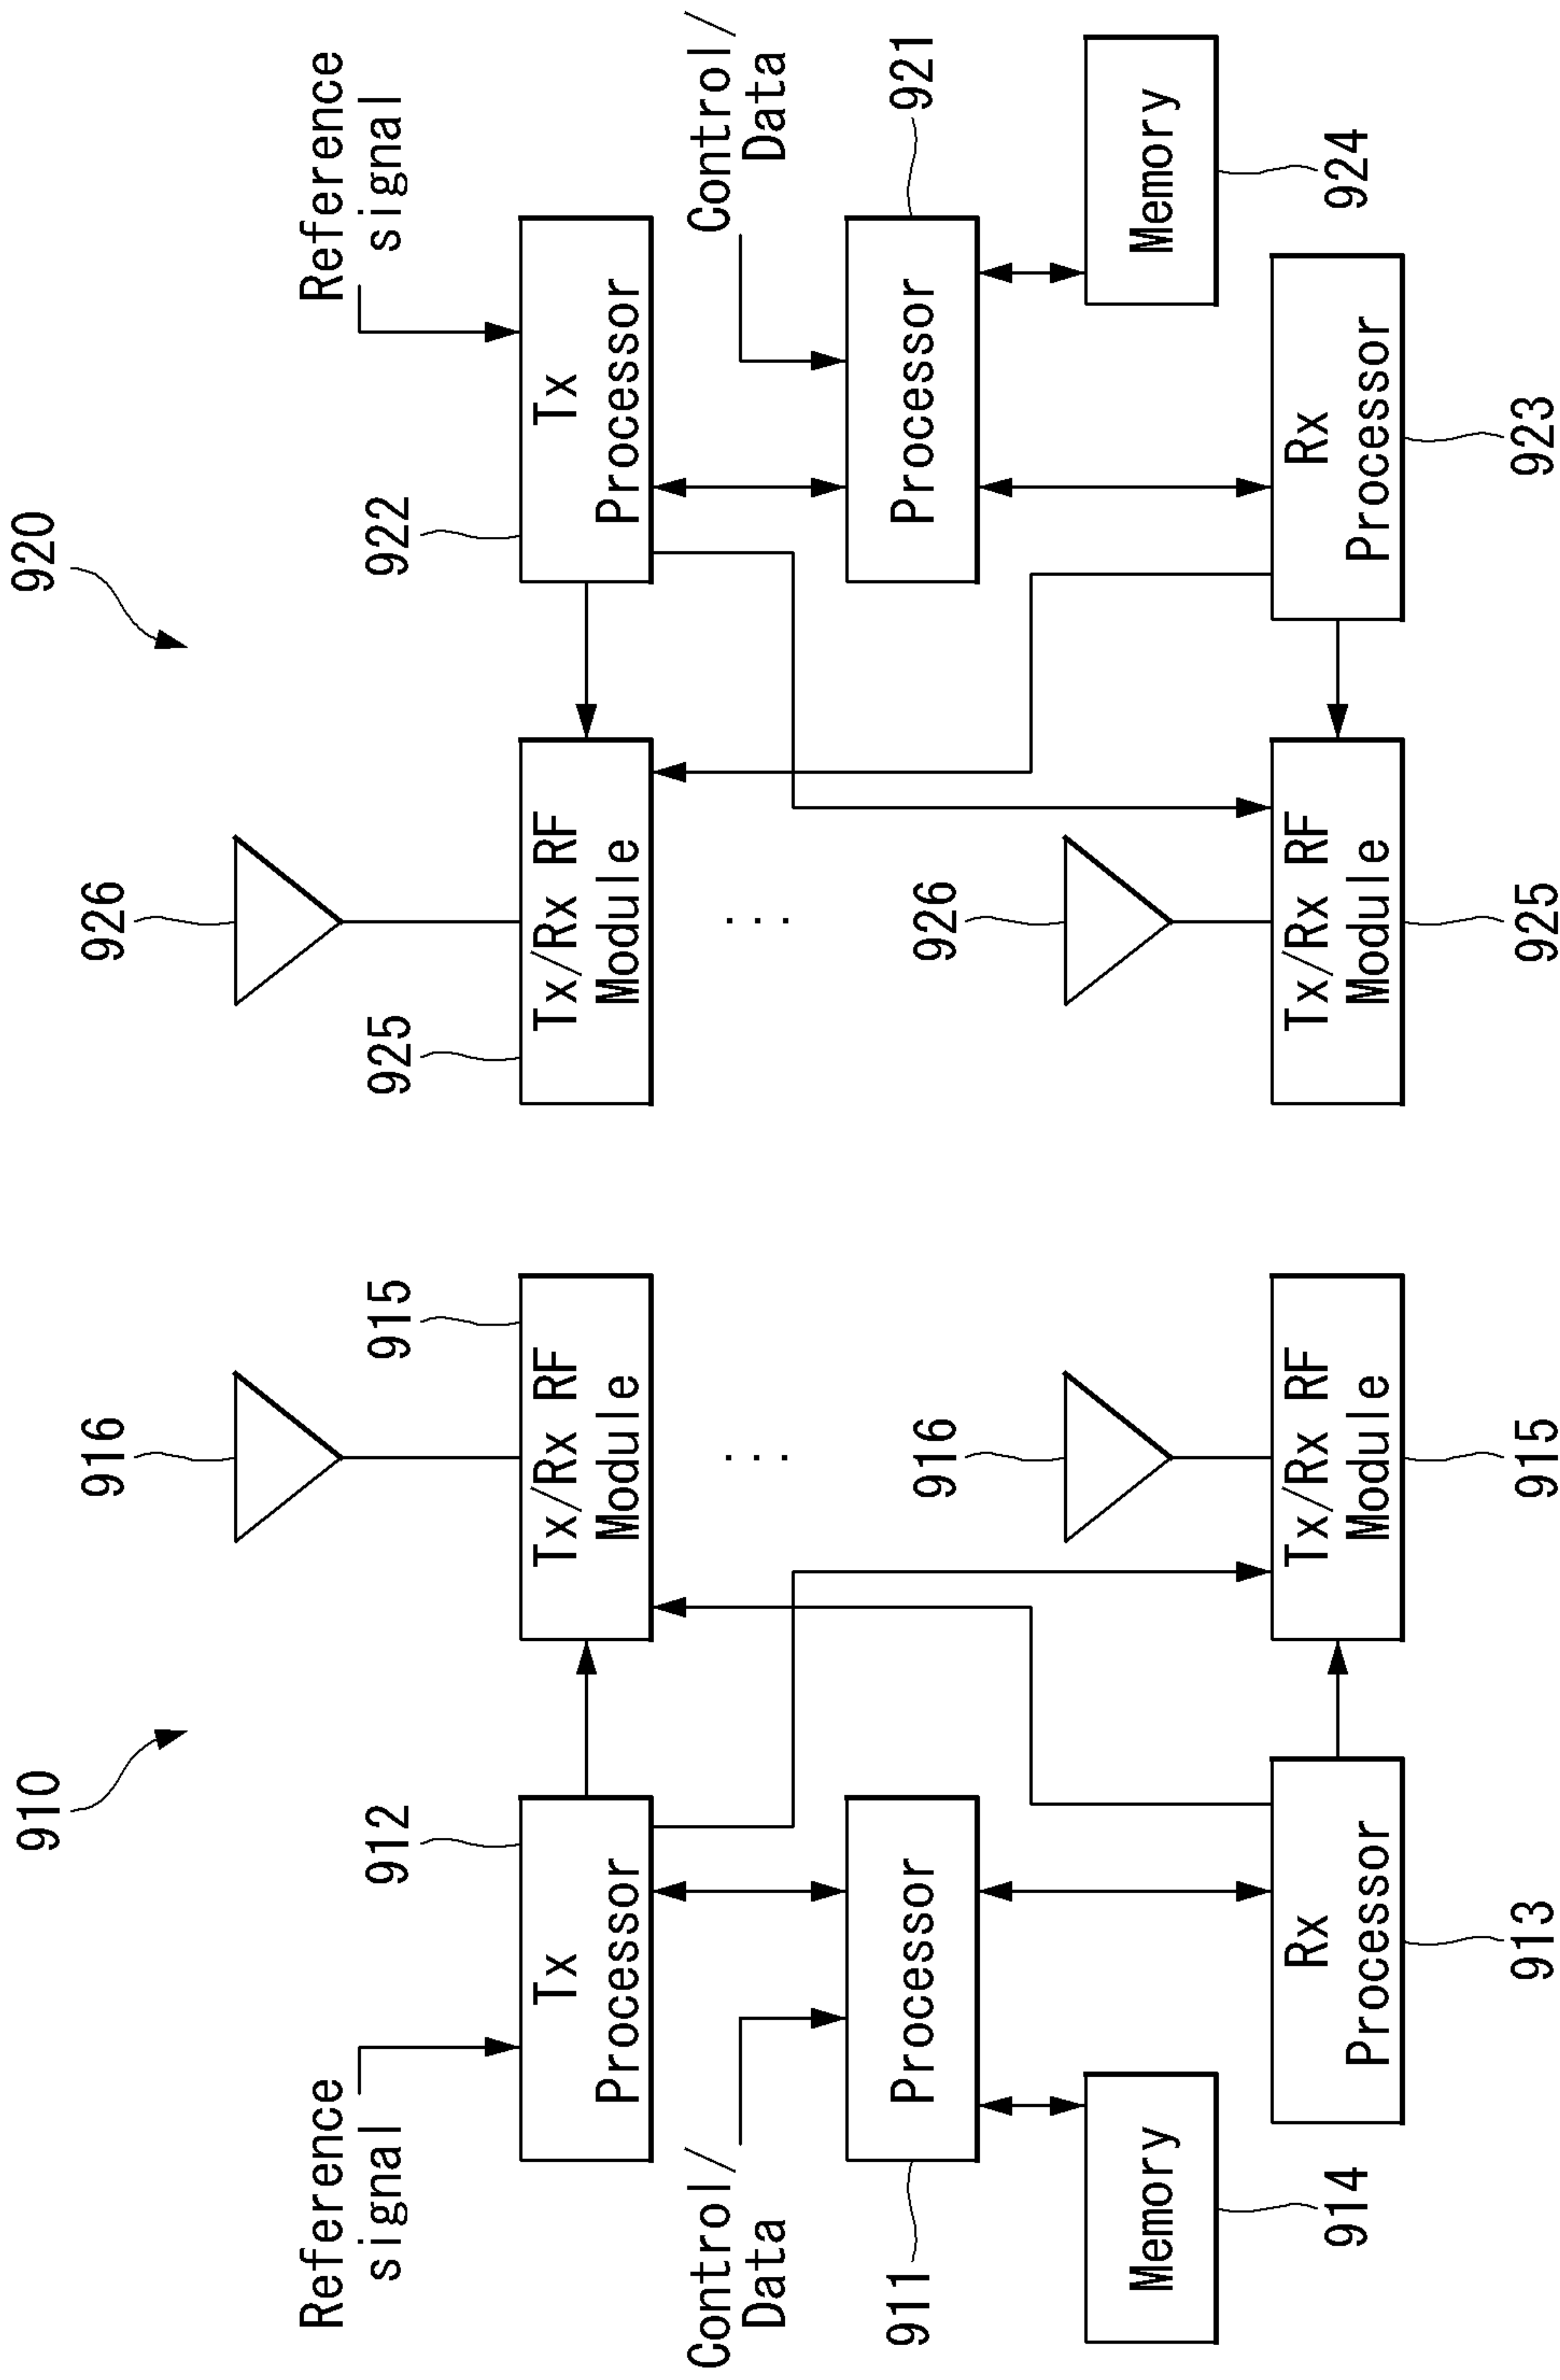 910
920
916
926
Reference
signal
912
915
925
922
Reference
signal
Tx
Processor
Tx/Rx RF
Module
Tx/Rx RF
Module
Tx
Processor
Control/
Data
...
...
Control/
Data
911
Processor
916
926
Processor
921
Memory
914
Memory
924
Rx
Processor
Tx/Rx RF
Module
Tx/Rx RF
Module
Rx
Processor
913
915
925
923